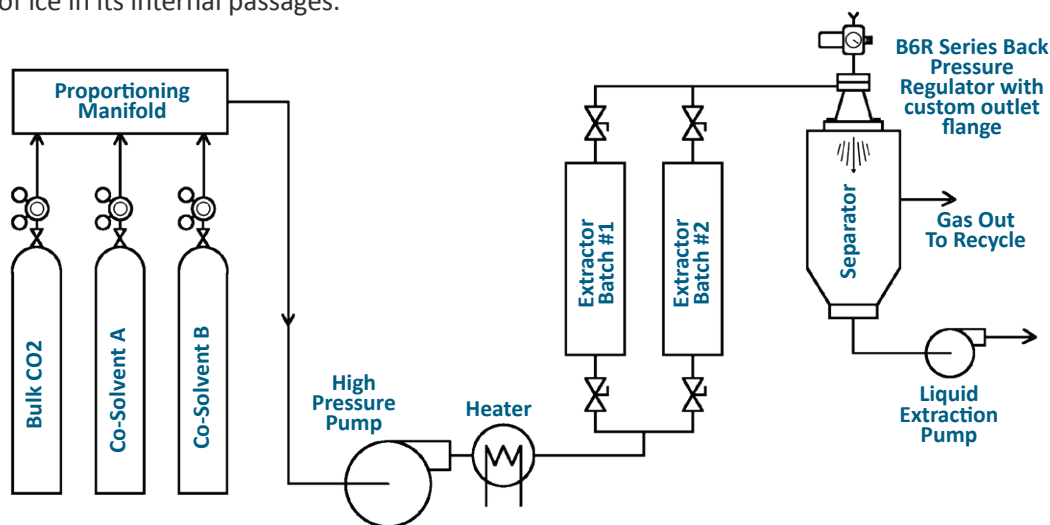 of ice in its internal passages.
Proportioning
Manifold
B6R Series Back
Pressure
Regulator with
custom outlet
flange
Bulk CO2
Co-Solvent A
Co-Solvent B
High
Pressure
Pump
Heater
Extractor
Batch #1
Extractor
Batch #2
Separator
Gas Out
To Recycle
Liquid
Extraction
Pump